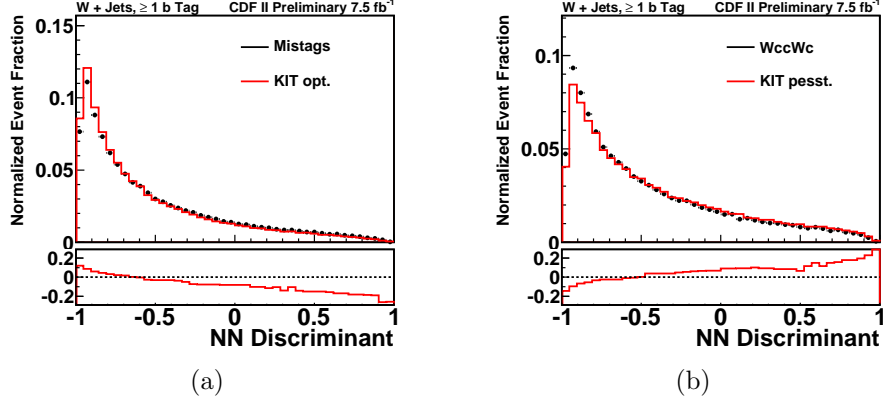 W + Jets, ≥ 1 b Tag CDF II Preliminary 7.5 fb⁻¹
Normalized Event Fraction
0.15
0.1
0.05
0
Mistags
KIT opt.
0.2
0
-0.2
-1 -0.5 0 0.5 1
NN Discriminant
(a)
W + Jets, ≥ 1 b Tag CDF II Preliminary 7.5 fb⁻¹
Normalized Event Fraction
0.1
0.05
0
WccWc
KIT pesst.
0.2
0
-0.2
-1 -0.5 0 0.5 1
NN Discriminant
(b)